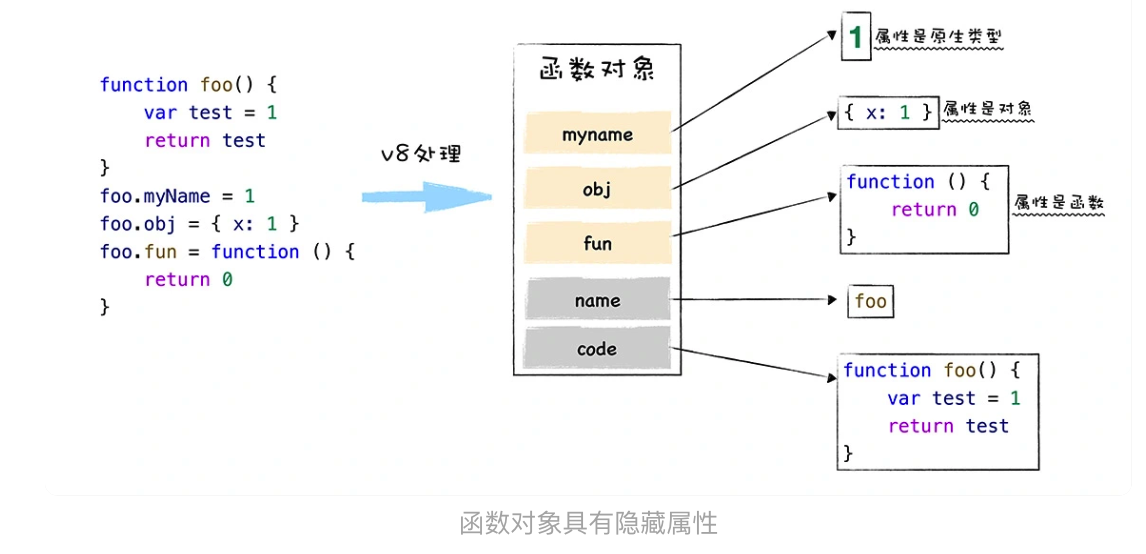 function foo() {
    var test = 1
    return test
}
foo.myName = 1
foo.obj = { x: 1 }
foo.fun = function () {
    return 0
}
v8处理
函数对象
myname
obj
fun
name
code
1 属性是原生类型
{ x: 1 } 属性是对象
function () {
    return 0
}
属性是函数
foo
function foo() {
    var test = 1
    return test
}
函数对象具有隐藏属性